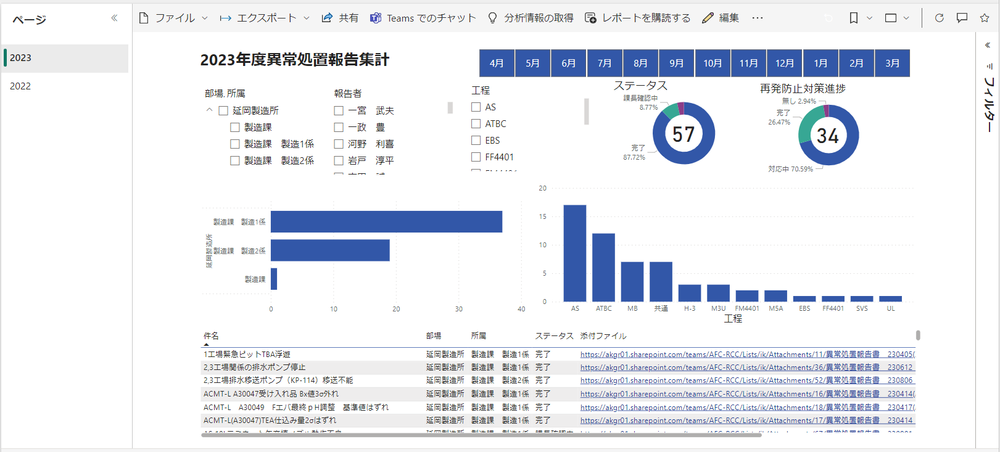 ページ
2023
2022
ファイル エクスポート 共有 Teams でのチャット 分析情報の取得 レポートを購読する 編集
フィルター
2023年度異常処置報告集計
4月 5月 6月 7月 8月 9月 10月 11月 12月 1月 2月 3月
部場, 所属
延岡製造所
製造課
製造課 製造1係
製造課 製造2係
報告者
一宮 武夫
一政 豊
河野 利喜
岩戸 淳平
工程
AS
ATBC
EBS
FF4401
ステータス
課長確認中
8.77%
57
完了
87.72%
再発防止対策進捗
無し 2.94%
完了
26.47%
34
対応中 70.59%
延岡製造所
製造課 製造1係
製造課 製造2係
製造課
0 10 20 30 40
20
15
10
5
0
AS ATBC MB 共通 H-3 M3U FM4401 M5A EBS FF4401 SVS UL
工程
件名 部場 所属 ステータス 添付ファイル
1工場緊急ピットTBA浮遊 延岡製造所 製造課 製造1係 完了 https://akgr01.sharepoint.com/teams/AFC-RCC/Lists/ik/Attachments/11/異常処置報告書 230405(
2,3工場関係の排水ポンプ停止 延岡製造所 製造課 製造1係 完了 https://akgr01.sharepoint.com/teams/AFC-RCC/Lists/ik/Attachments/36/異常処置報告書 230612
2,3工場排水移送ポンプ（KP-114）移送不能 延岡製造所 製造課 製造2係 完了 https://akgr01.sharepoint.com/teams/AFC-RCC/Lists/ik/Attachments/52/異常処置報告書 230806
ACMT-L A30047受け入れ品 Bx値3σ外れ 延岡製造所 製造課 製造1係 完了 https://akgr01.sharepoint.com/teams/AFC-RCC/Lists/ik/Attachments/16/異常処置報告書 230414(
ACMT-L A30049 Fエバ最終ｐH調整 基準値はずれ 延岡製造所 製造課 製造1係 完了 https://akgr01.sharepoint.com/teams/AFC-RCC/Lists/ik/Attachments/18/異常処置報告書 230417(
ACMT-L(A30047)TEA仕込み量2σはずれ 延岡製造所 製造課 製造1係 完了 https://akgr01.sharepoint.com/teams/AFC-RCC/Lists/ik/Attachments/17/異常処置報告書 230414